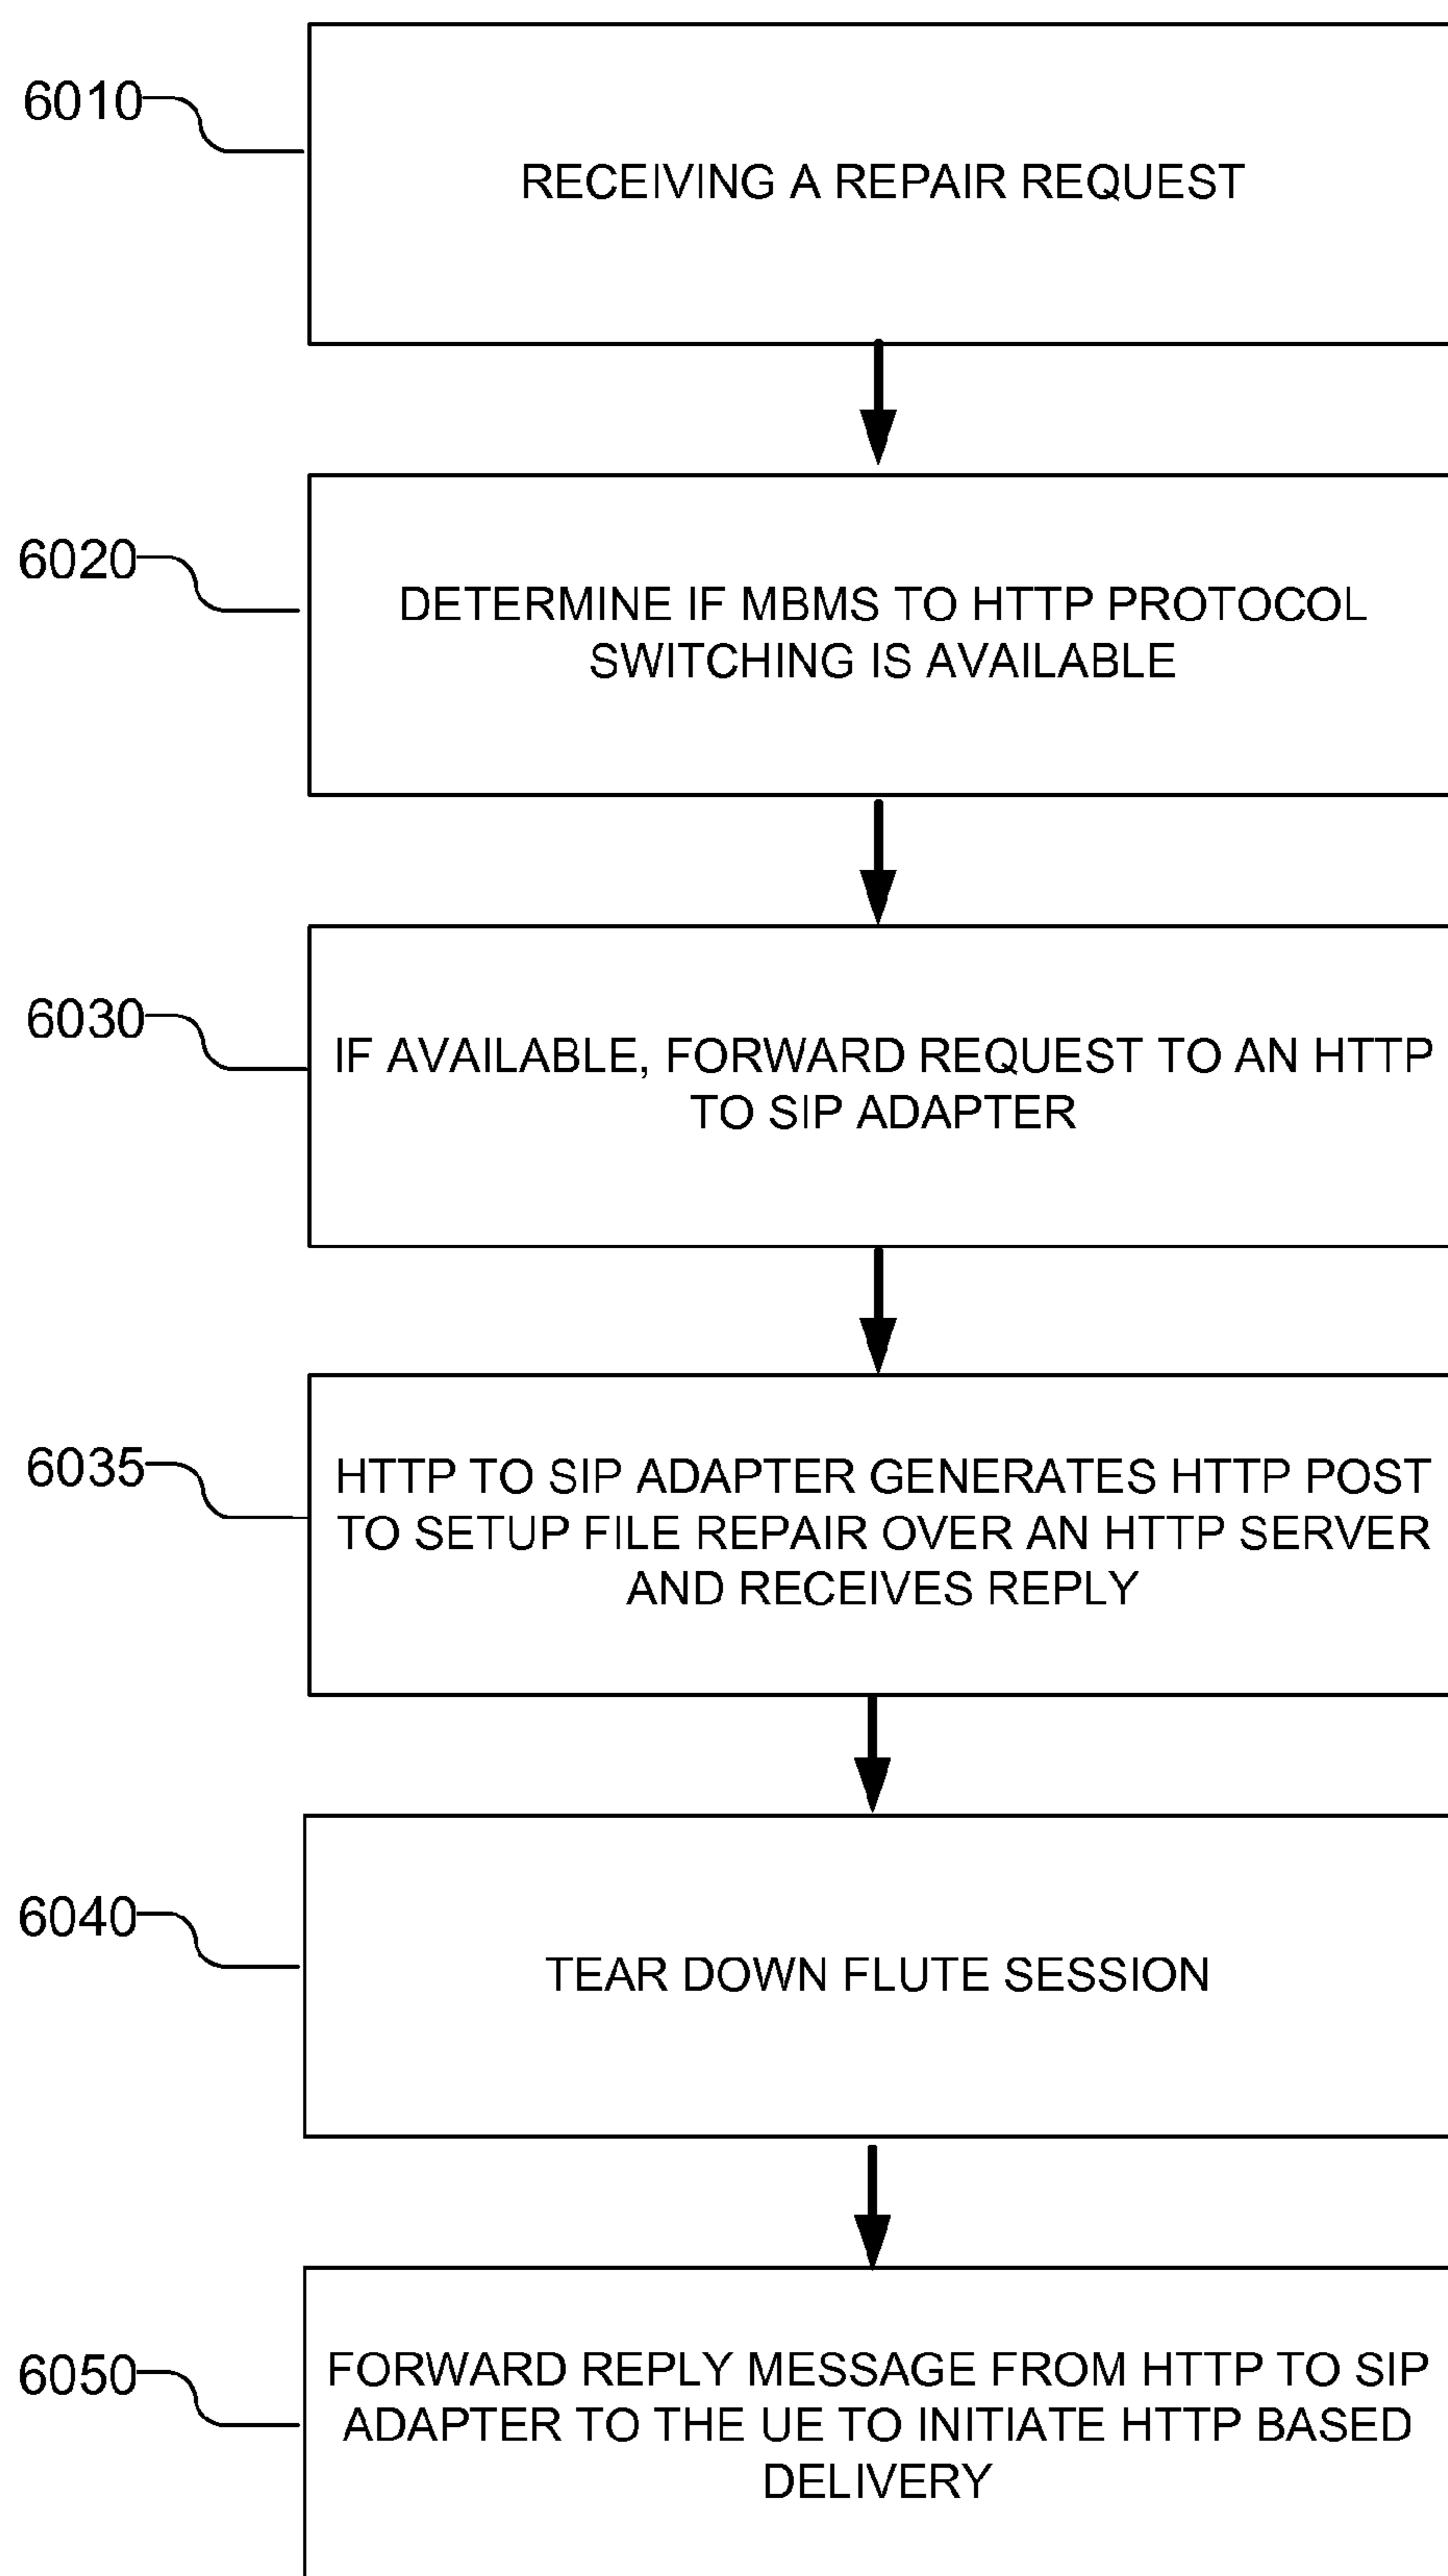 6010
RECEIVING A REPAIR REQUEST
6020
DETERMINE IF MBMS TO HTTP PROTOCOL
SWITCHING IS AVAILABLE
6030
IF AVAILABLE, FORWARD REQUEST TO AN HTTP
TO SIP ADAPTER
6035
HTTP TO SIP ADAPTER GENERATES HTTP POST
TO SETUP FILE REPAIR OVER AN HTTP SERVER
AND RECEIVES REPLY
6040
TEAR DOWN FLUTE SESSION
6050
FORWARD REPLY MESSAGE FROM HTTP TO SIP
ADAPTER TO THE UE TO INITIATE HTTP BASED
DELIVERY